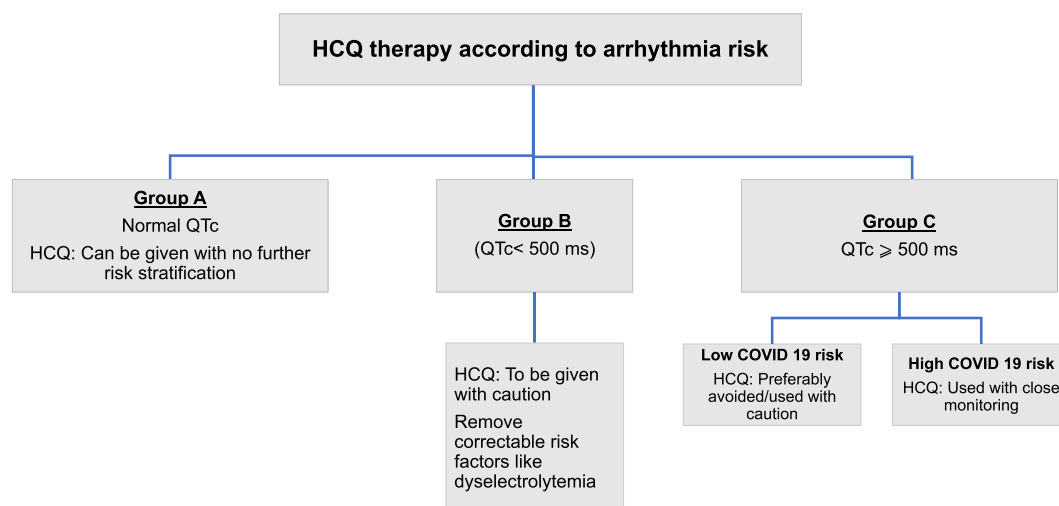 HCQ therapy according to arrhythmia risk
Group A
Normal QTc
HCQ: Can be given with no further
risk stratification
Group B
(QTc< 500 ms)
Group C
QTc ⩾ 500 ms
HCQ: To be given
with caution
Remove
correctable risk
factors like
dyselectrolytemia
Low COVID 19 risk
HCQ: Preferably
avoided/used with
caution
High COVID 19 risk
HCQ: Used with close
monitoring